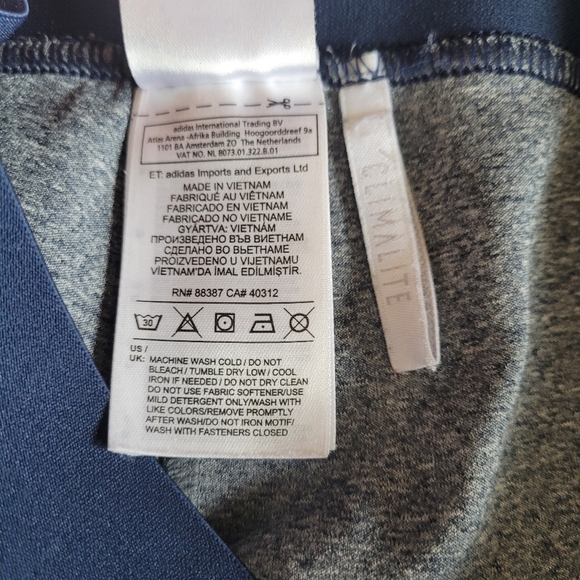 adidas International Trading BV
Atlas Arena -Afrika Building Hoogoorddreef 9a
1101 BA Amsterdam ZO The Netherlands
VAT NO. NL 8073.01.322.B.01
ET: adidas Imports and Exports Ltd
MADE IN VIETNAM
FABRIQUÉ AU VIÊTNAM
FABRICADO EN VIETNAM
FABRICADO NO VIETNAME
GYÁRTVA: VIETNÁM
ПРОИЗВЕДЕНО ВЪВ ВИЕТНАМ
СДЕЛАНО ВО ВЬЕТНАМЕ
PROIZVEDENO U VIJETNAMU
VİETNAM'DA İMAL EDİLMİŞTİR.
RN# 88387 CA# 40312
30
US /
UK: MACHINE WASH COLD / DO NOT
BLEACH / TUMBLE DRY LOW / COOL
IRON IF NEEDED / DO NOT DRY CLEAN
DO NOT USE FABRIC SOFTENER/USE
MILD DETERGENT ONLY/WASH WITH
LIKE COLORS/REMOVE PROMPTLY
AFTER WASH/DO NOT IRON MOTIF/
WASH WITH FASTENERS CLOSED
CLIMALITE